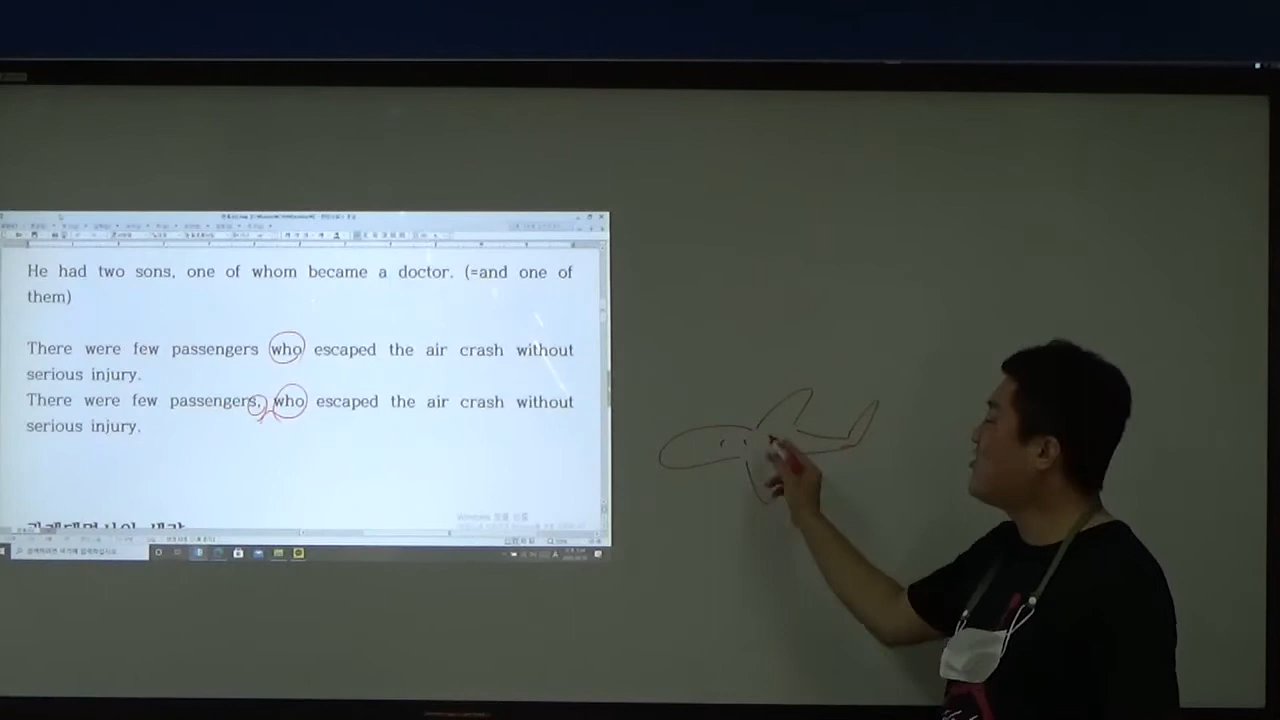 He had two sons, one of whom became a doctor. (=and one of
them)
There were few passengers who escaped the air crash without
serious injury.
There were few passengers, who escaped the air crash without
serious injury.